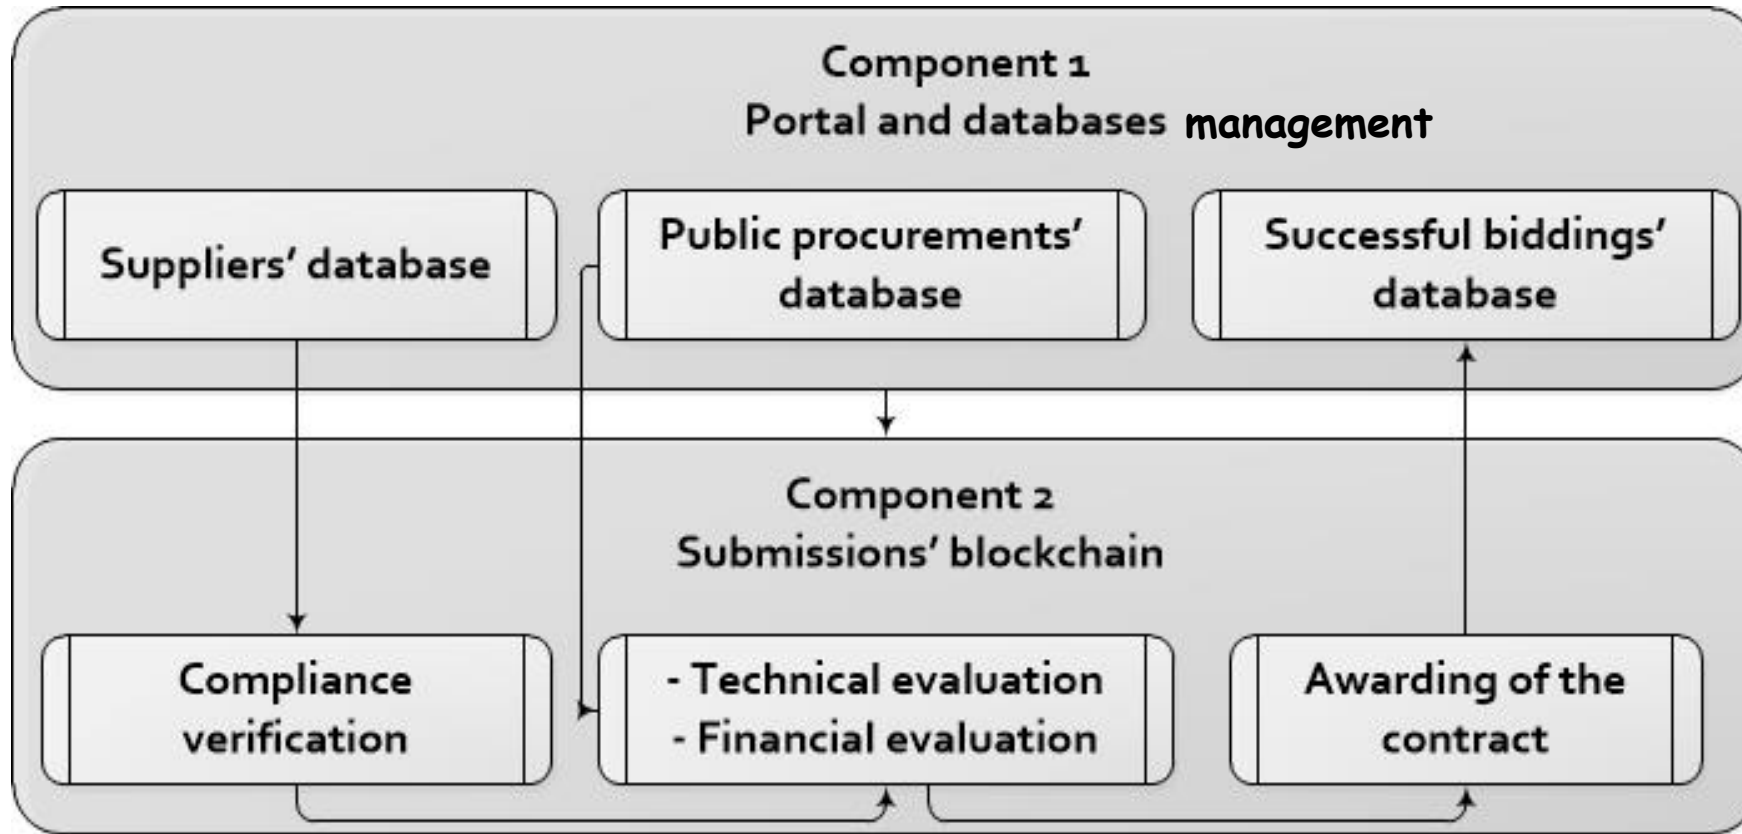 Component 1
Portal and databases management
Suppliers’ database
Public procurements’
database
Successful biddings’
database
Component 2
Submissions’ blockchain
Compliance
verification
- Technical evaluation
- Financial evaluation
Awarding of the
contract